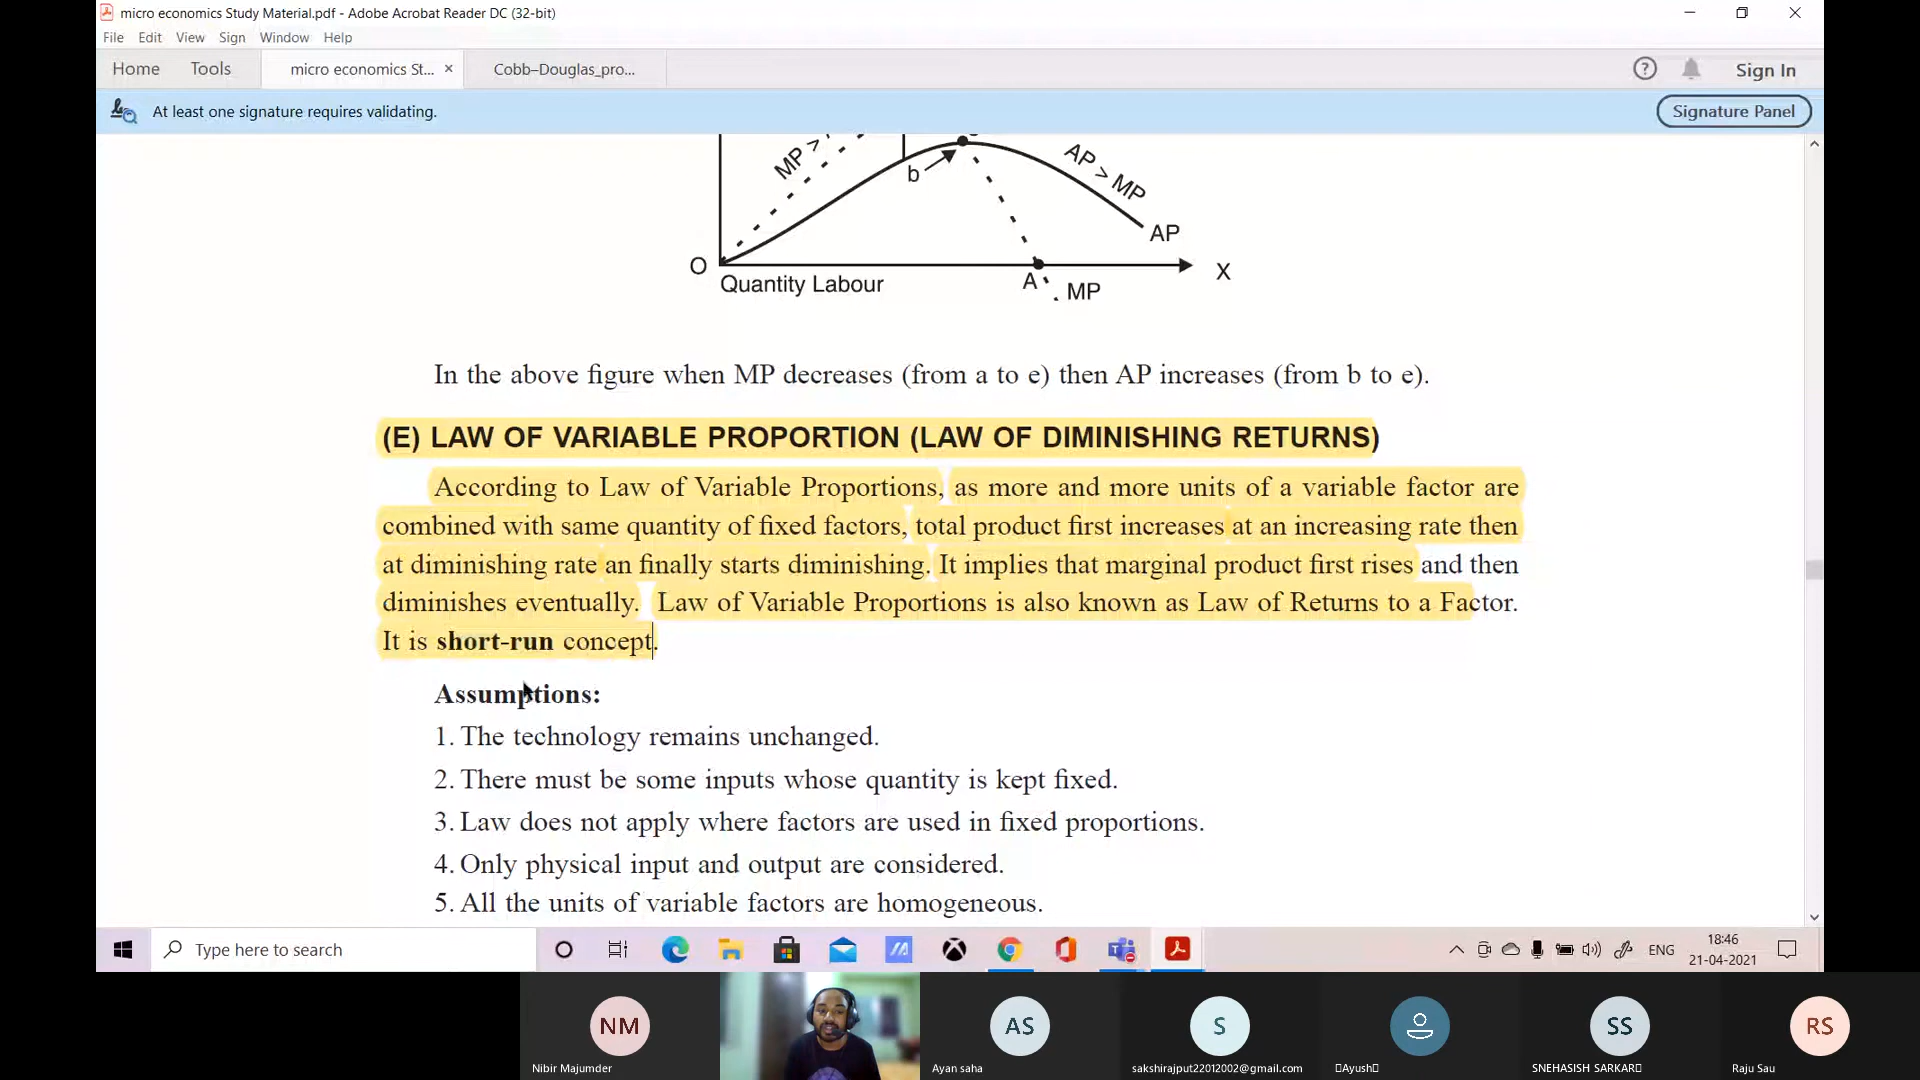 micro economics Study Material.pdf - Adobe Acrobat Reader DC (32-bit)
File Edit View Sign Window Help
Home Tools micro economics St... × Cobb–Douglas_pro... Sign In
At least one signature requires validating. Signature Panel
MP >
b
AP > MP
AP
O
X
Quantity Labour
A
MP
In the above figure when MP decreases (from a to e) then AP increases (from b to e).
(E) LAW OF VARIABLE PROPORTION (LAW OF DIMINISHING RETURNS)
According to Law of Variable Proportions, as more and more units of a variable factor are
combined with same quantity of fixed factors, total product first increases at an increasing rate then
at diminishing rate an finally starts diminishing. It implies that marginal product first rises and then
diminishes eventually. Law of Variable Proportions is also known as Law of Returns to a Factor.
It is short-run concept.
Assumptions:
1. The technology remains unchanged.
2. There must be some inputs whose quantity is kept fixed.
3. Law does not apply where factors are used in fixed proportions.
4. Only physical input and output are considered.
5. All the units of variable factors are homogeneous.
Type here to search
ENG
18:46
21-04-2021
NM
AS
S
SS
RS
Nibir Majumder
Ayan saha
sakshirajput22012002@gmail.com
Ayush
SNEHASISH SARKAR
Raju Sau